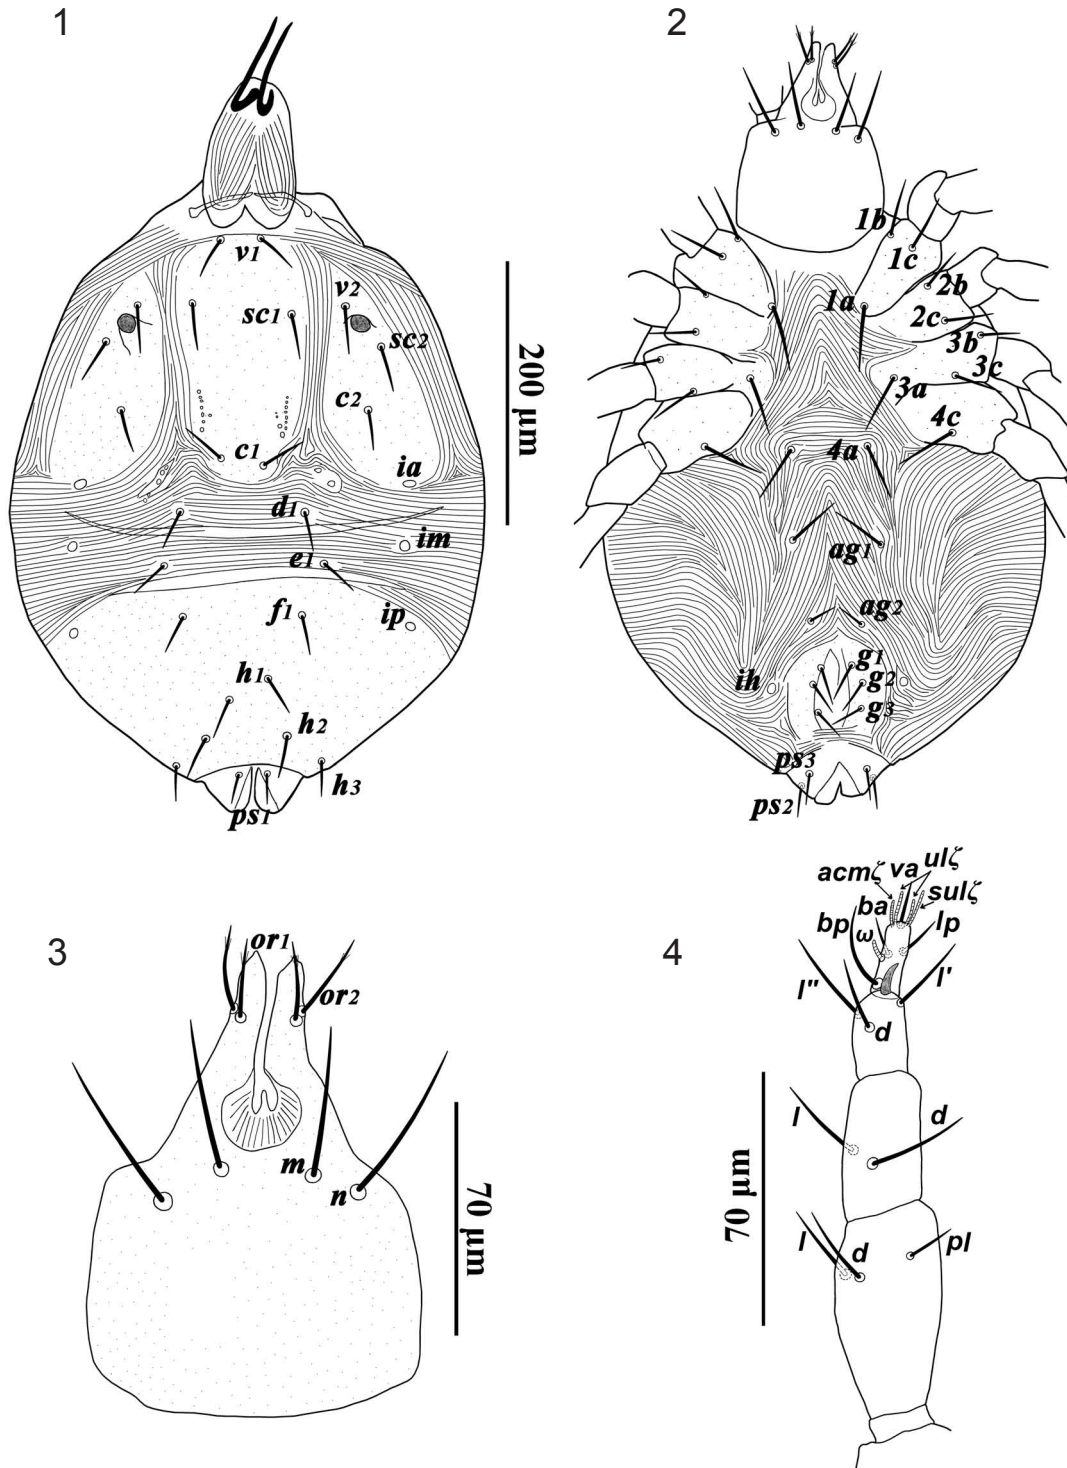 1
v1
v2
sc1
sc2
c2
c1
ia
d1
im
e1
f1
ip
h1
h2
h3
ps1
200 μm
2
1b
1c
2b
1a
2c
3b
3c
3a
4c
4a
ag1
ag2
g1
ih
g2
g3
ps3
ps2
3
or1
or2
m
n
70 μm
4
acmζ va ulζ
ba sulζ
bp ω lp
l" l'
d
l d
l d pl
70 μm